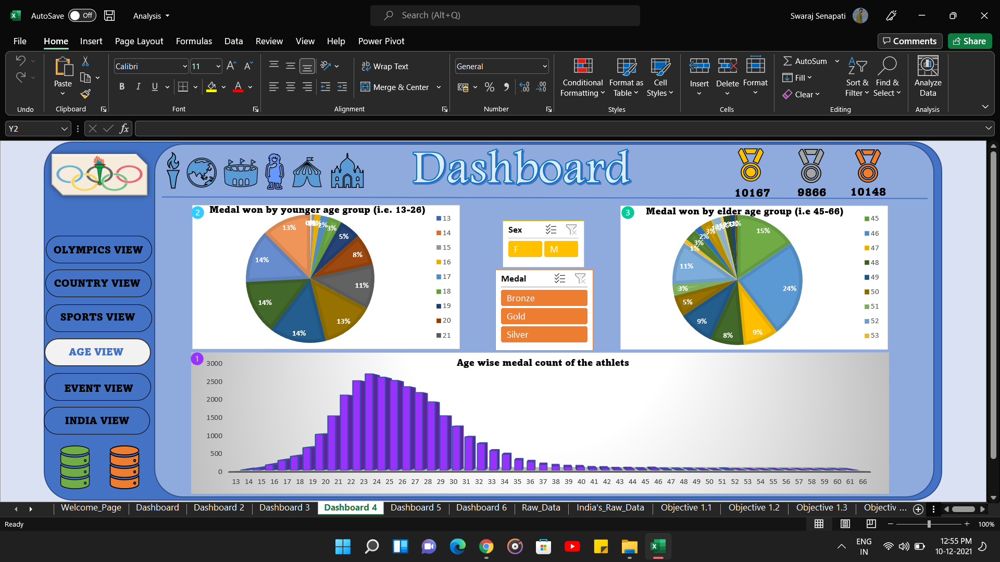 AutoSave Off Analysis Search (Alt+Q) Swaraj Senapati
File Home Insert Page Layout Formulas Data Review View Help Power Pivot Comments Share
Calibri 11 Wrap Text General AutoSum
Paste Conditional Format as Cell Insert Delete Format Fill Sort & Find & Analyze
B I U A Merge & Center % Formatting Table Styles Clear Filter Select Data
Undo Clipboard Font Alignment Number Styles Cells Editing Analysis
Y2 fx
Dashboard
10167 9866 10148
OLYMPICS VIEW
COUNTRY VIEW
SPORTS VIEW
AGE VIEW
EVENT VIEW
INDIA VIEW
2 Medal won by younger age group (i.e. 13-26)
2%
3%
5%
8%
11%
13%
14%
14%
14%
13%
13
14
15
16
17
18
19
20
21
Sex
F M
Medal
Bronze
Gold
Silver
3 Medal won by elder age group (i.e 45-66)
15%
24%
9%
8%
9%
5%
3%
11%
1%
3%
2%
3%
45
46
47
48
49
50
51
52
53
1 Age wise medal count of the athlets
3000
2500
2000
1500
1000
500
0
13 14 15 16 17 18 19 20 21 22 23 24 25 26 27 28 29 30 31 32 33 34 35 36 37 38 39 40 41 42 43 44 45 46 47 48 49 50 51 52 53 54 55 56 57 58 59 60 61 66
Welcome_Page Dashboard Dashboard 2 Dashboard 3 Dashboard 4 Dashboard 5 Dashboard 6 Raw_Data India's_Raw_Data Objective 1.1 Objective 1.2 Objective 1.3 Objectiv ...
Ready 100%
ENG
IN
12:55 PM
10-12-2021